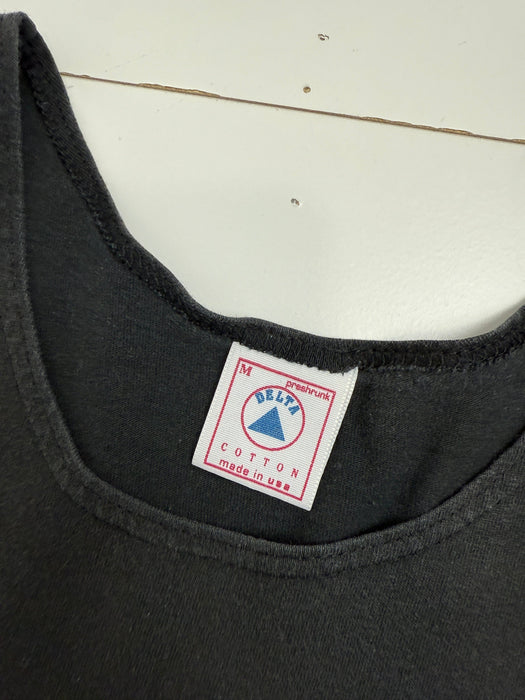 M
preshrunk
DELTA
COTTON
made in usa